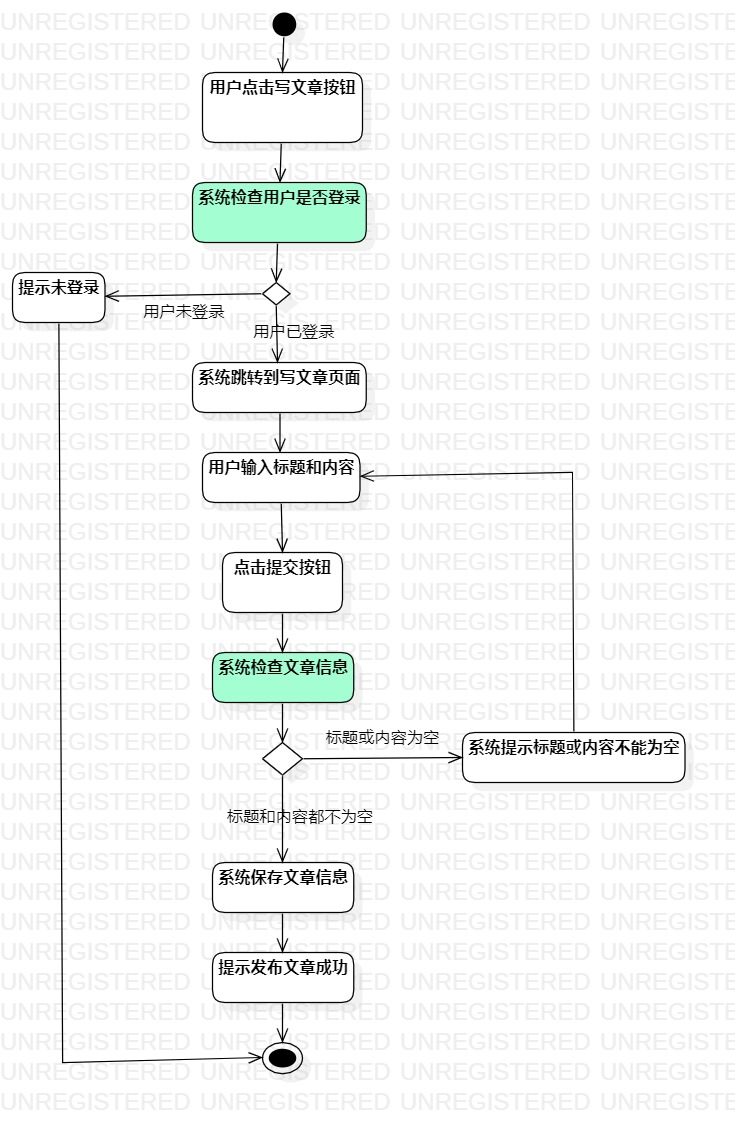 用户点击写文章按钮
系统检查用户是否登录
提示未登录
用户未登录
用户已登录
系统跳转到写文章页面
用户输入标题和内容
点击提交按钮
系统检查文章信息
标题或内容为空
系统提示标题或内容不能为空
标题和内容都不为空
系统保存文章信息
提示发布文章成功
UNREGISTERED